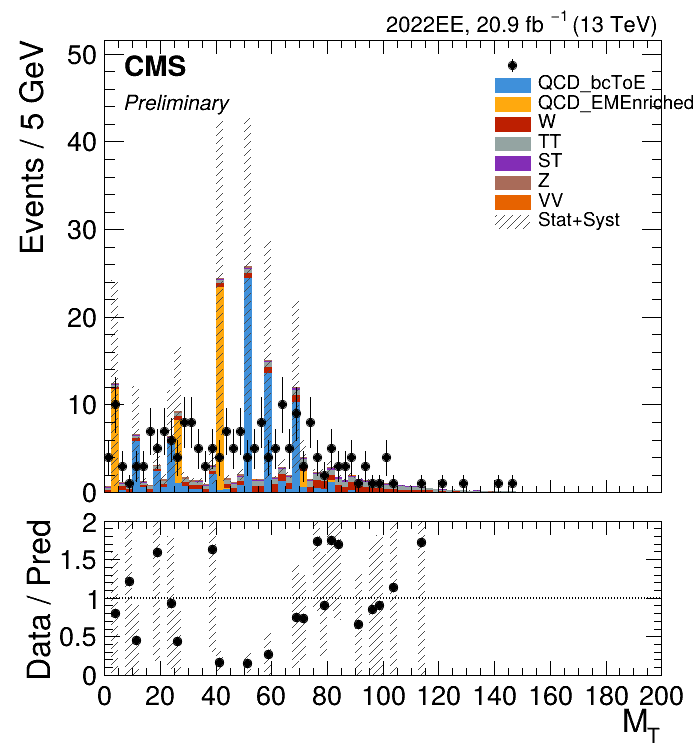 2022EE, 20.9 fb⁻¹ (13 TeV)
CMS
Preliminary
QCD_bcToE
QCD_EMEnriched
W
TT
ST
Z
VV
Stat+Syst
Events / 5 GeV
50
40
30
20
10
0
Data / Pred
2
1.5
1
0.5
0
0 20 40 60 80 100 120 140 160 180 200
M_T